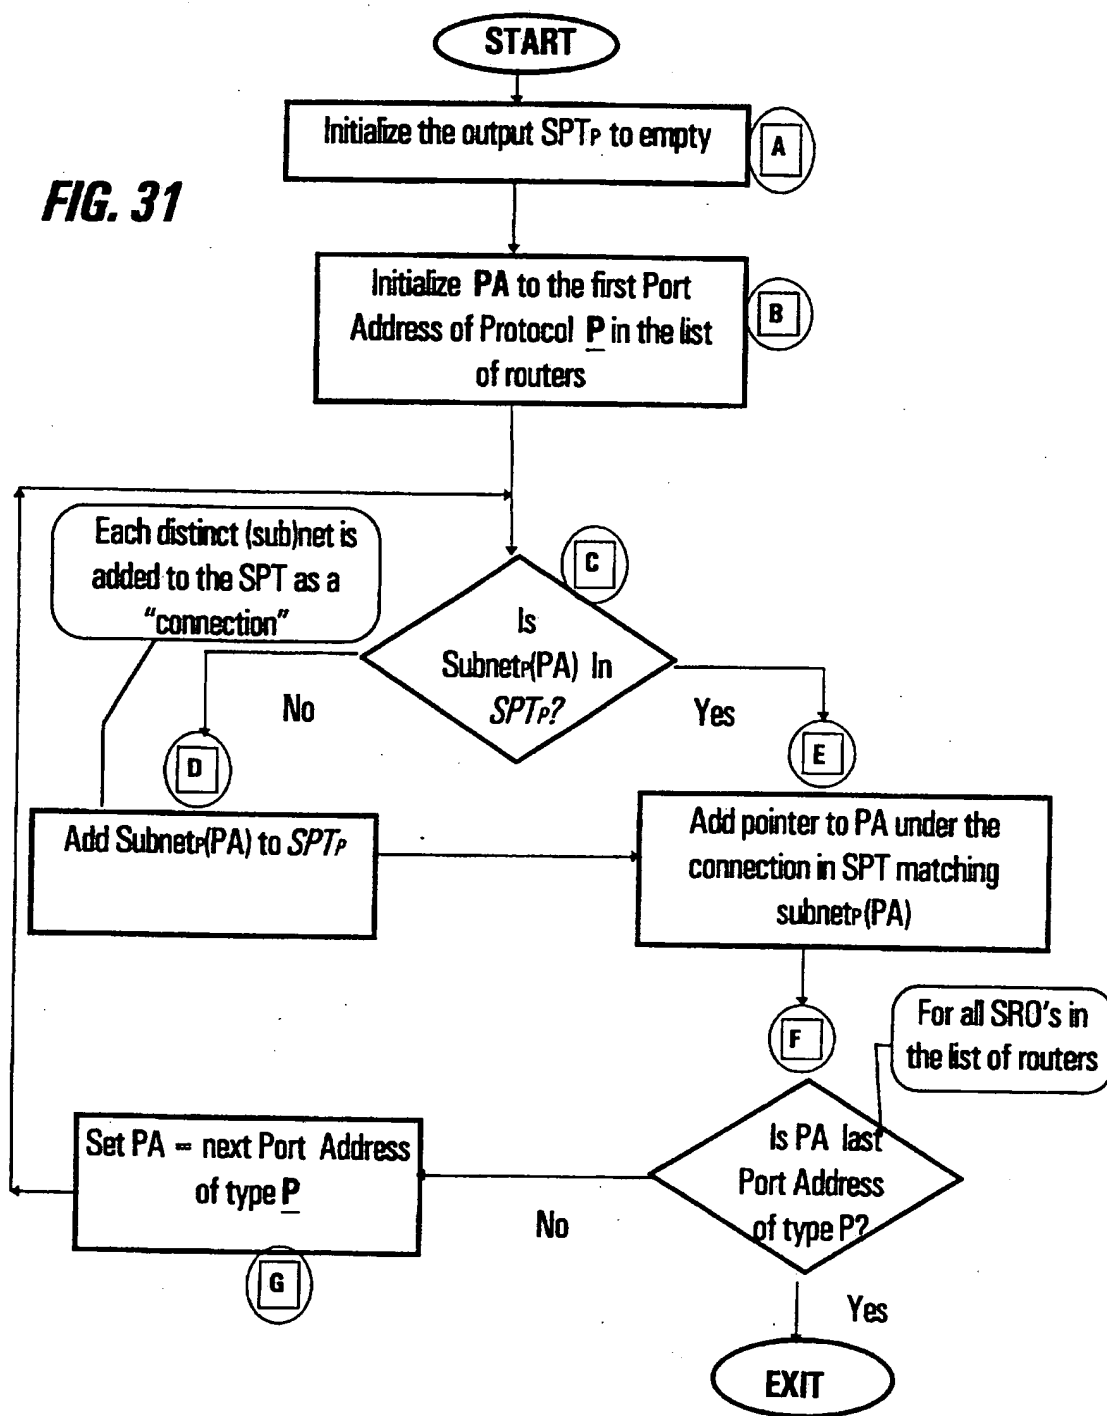 START
Initialize the output SPTP to empty
A
FIG. 31
Initialize PA to the first Port
Address of Protocol P in the list
of routers
B
Each distinct (sub)net is
added to the SPT as a
“connection”
C
Is
SubnetP(PA) In
SPTP?
No
Yes
D
E
Add SubnetP(PA) to SPTP
Add pointer to PA under the
connection in SPT matching
subnetP(PA)
F
For all SRO's in
the list of routers
Set PA = next Port Address
of type P
Is PA last
Port Address
of type P?
No
G
Yes
EXIT